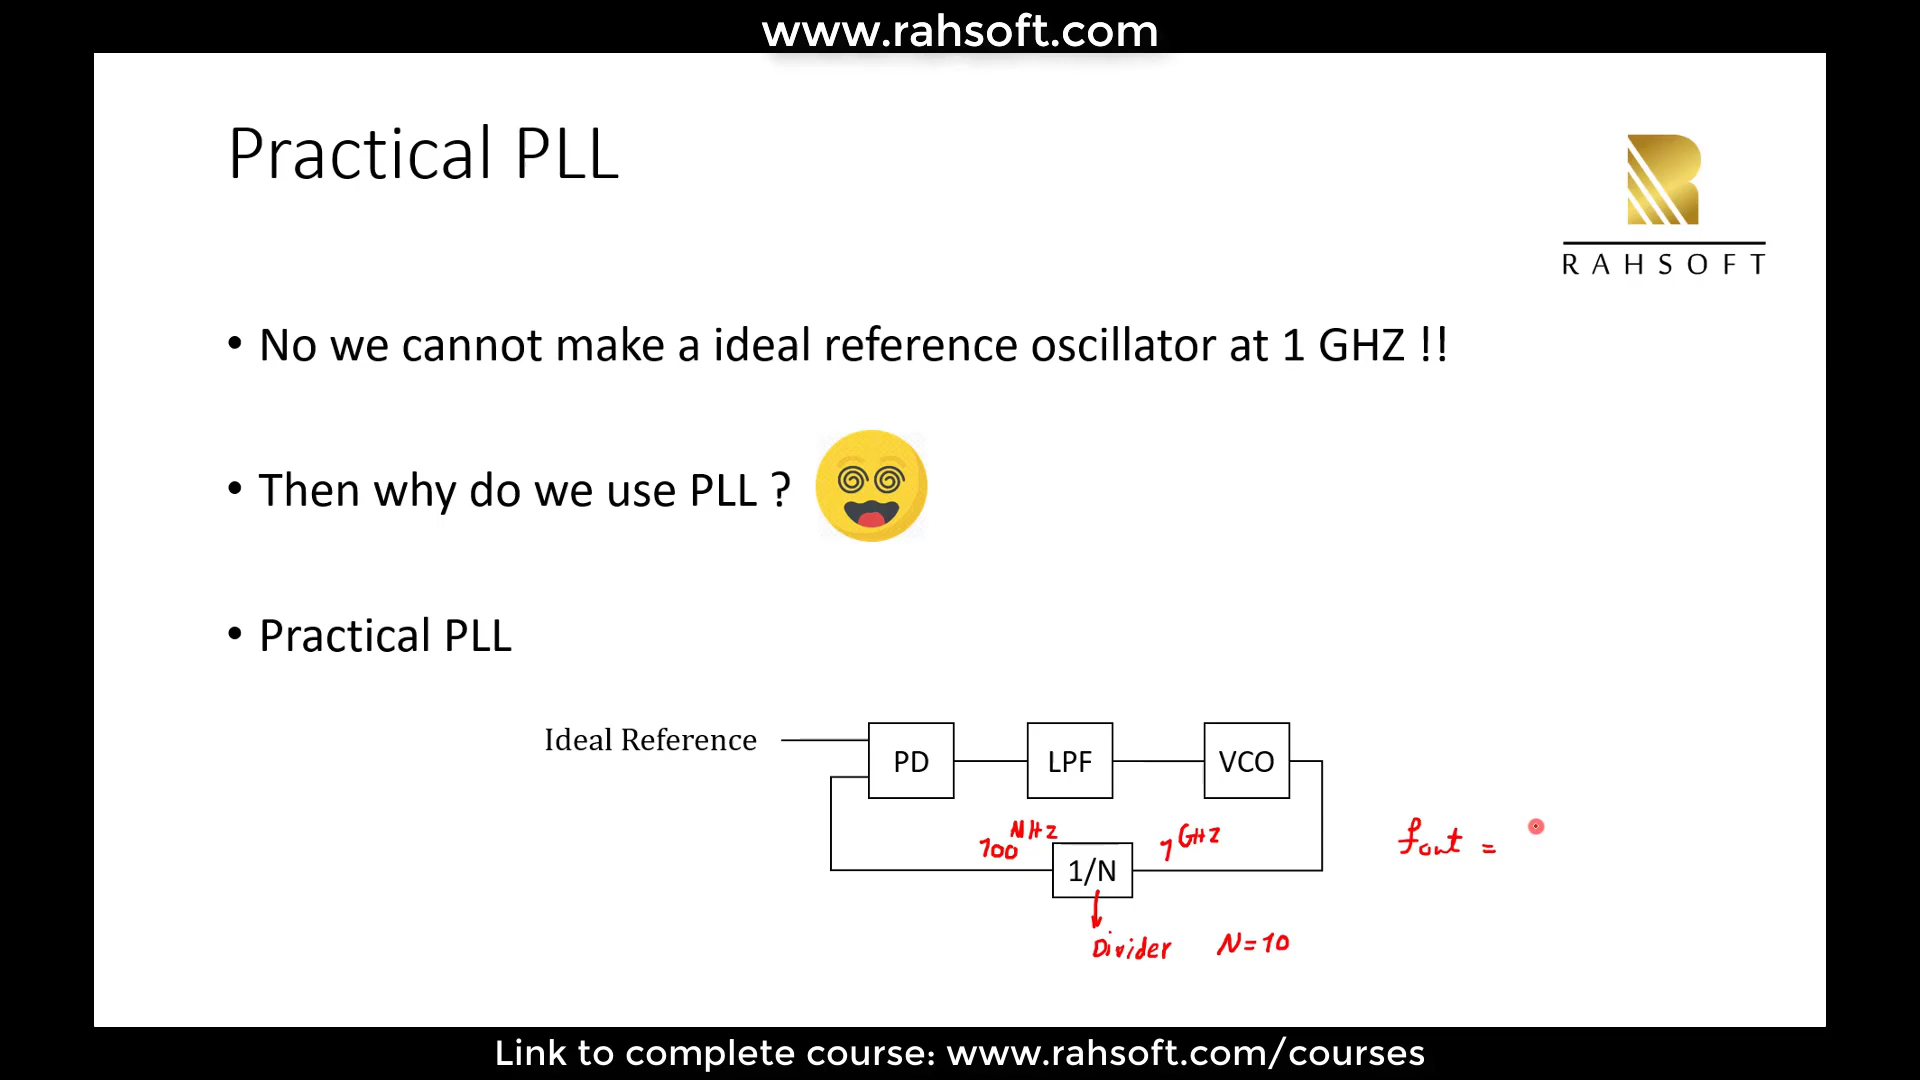 www.rahsoft.com
Practical PLL
RAHSOFT
• No we cannot make a ideal reference oscillator at 1 GHZ !!
• Then why do we use PLL ?
• Practical PLL
Ideal Reference
PD
LPF
VCO
100 MHz
1 GHz
1/N
fout =
Divider
N=10
Link to complete course: www.rahsoft.com/courses